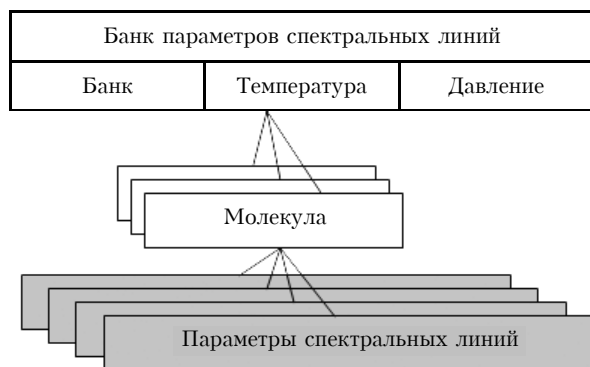 Банк параметров спектральных линий
Банк Температура Давление
Молекула
Параметры спектральных линий